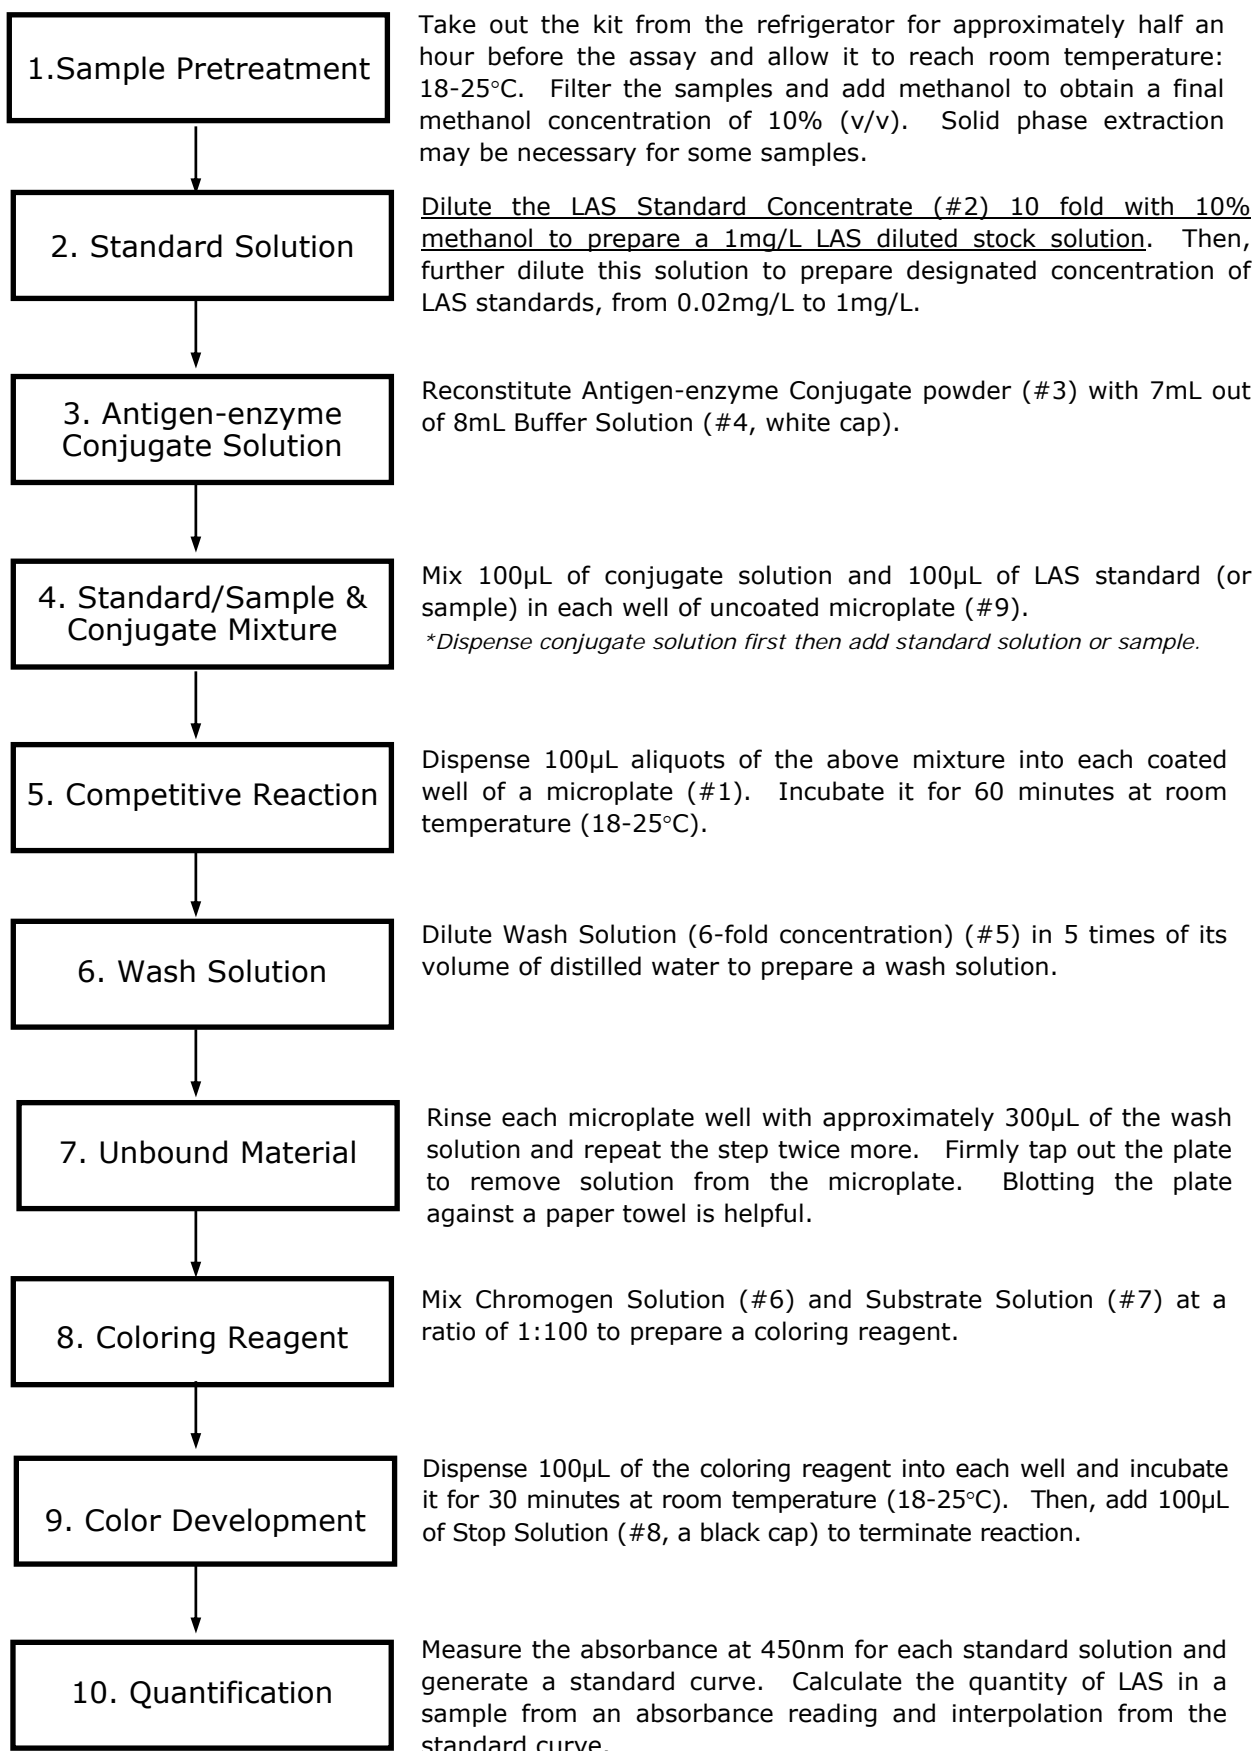 1.Sample Pretreatment
Take out the kit from the refrigerator for approximately half an
hour before the assay and allow it to reach room temperature:
18-25°C. Filter the samples and add methanol to obtain a final
methanol concentration of 10% (v/v). Solid phase extraction
may be necessary for some samples.
2. Standard Solution
Dilute the LAS Standard Concentrate (#2) 10 fold with 10%
methanol to prepare a 1mg/L LAS diluted stock solution. Then,
further dilute this solution to prepare designated concentration of
LAS standards, from 0.02mg/L to 1mg/L.
3. Antigen-enzyme
Conjugate Solution
Reconstitute Antigen-enzyme Conjugate powder (#3) with 7mL out
of 8mL Buffer Solution (#4, white cap).
4. Standard/Sample &
Conjugate Mixture
Mix 100µL of conjugate solution and 100µL of LAS standard (or
sample) in each well of uncoated microplate (#9).
*Dispense conjugate solution first then add standard solution or sample.
5. Competitive Reaction
Dispense 100µL aliquots of the above mixture into each coated
well of a microplate (#1). Incubate it for 60 minutes at room
temperature (18-25°C).
6. Wash Solution
Dilute Wash Solution (6-fold concentration) (#5) in 5 times of its
volume of distilled water to prepare a wash solution.
7. Unbound Material
Rinse each microplate well with approximately 300µL of the wash
solution and repeat the step twice more. Firmly tap out the plate
to remove solution from the microplate. Blotting the plate
against a paper towel is helpful.
8. Coloring Reagent
Mix Chromogen Solution (#6) and Substrate Solution (#7) at a
ratio of 1:100 to prepare a coloring reagent.
9. Color Development
Dispense 100µL of the coloring reagent into each well and incubate
it for 30 minutes at room temperature (18-25°C). Then, add 100µL
of Stop Solution (#8, a black cap) to terminate reaction.
10. Quantification
Measure the absorbance at 450nm for each standard solution and
generate a standard curve. Calculate the quantity of LAS in a
sample from an absorbance reading and interpolation from the
standard curve.